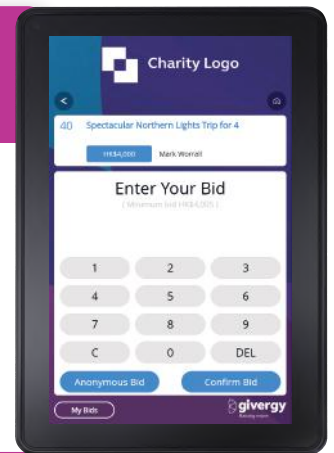 Charity Logo
<
40 Spectacular Northern Lights Trip for 4
HK$4,000 Mark Worrall
Enter Your Bid
( Minimum bid HK$4,005 )
1 2 3
4 5 6
7 8 9
C 0 DEL
Anonymous Bid Confirm Bid
My Bids givergy